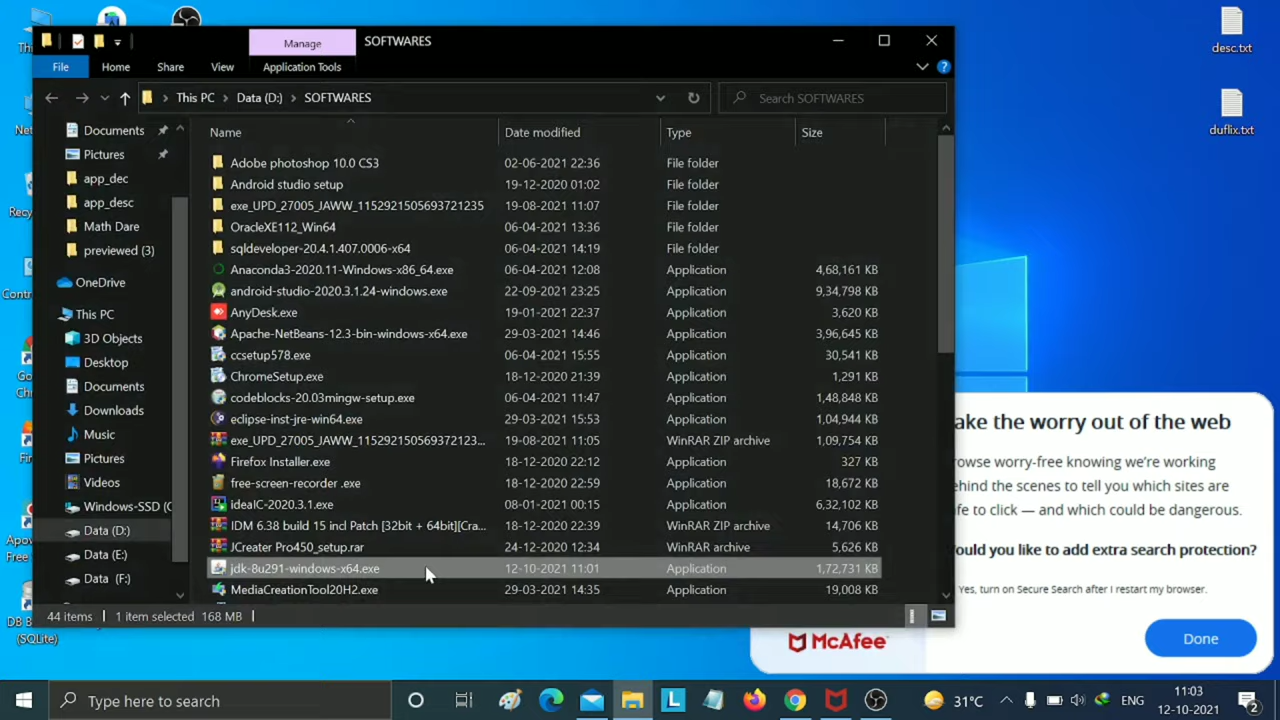 Manage
SOFTWARES
File
Home
Share
View
Application Tools
This PC > Data (D:) > SOFTWARES
Search SOFTWARES
Name Date modified Type Size
Documents
Pictures
app_dec
app_desc
Math Dare
previewed (3)
OneDrive
This PC
3D Objects
Desktop
Documents
Downloads
Music
Pictures
Videos
Windows-SSD (C
Data (D:)
Data (E:)
Data (F:)
Adobe photoshop 10.0 CS3 02-06-2021 22:36 File folder
Android studio setup 19-12-2020 01:02 File folder
exe_UPD_27005_JAWW_1152921505693721235 19-08-2021 11:07 File folder
OracleXE112_Win64 06-04-2021 13:36 File folder
sqldeveloper-20.4.1.407.0006-x64 06-04-2021 14:19 File folder
Anaconda3-2020.11-Windows-x86_64.exe 06-04-2021 12:08 Application 4,68,161 KB
android-studio-2020.3.1.24-windows.exe 22-09-2021 23:25 Application 9,34,798 KB
AnyDesk.exe 19-01-2021 22:37 Application 3,620 KB
Apache-NetBeans-12.3-bin-windows-x64.exe 29-03-2021 14:46 Application 3,96,645 KB
ccsetup578.exe 06-04-2021 15:55 Application 30,541 KB
ChromeSetup.exe 18-12-2020 21:39 Application 1,291 KB
codeblocks-20.03mingw-setup.exe 06-04-2021 11:47 Application 1,48,848 KB
eclipse-inst-jre-win64.exe 29-03-2021 15:53 Application 1,04,944 KB
exe_UPD_27005_JAWW_115292150569372123... 19-08-2021 11:05 WinRAR ZIP archive 1,09,754 KB
Firefox Installer.exe 18-12-2020 22:12 Application 327 KB
free-screen-recorder .exe 18-12-2020 22:59 Application 18,672 KB
ideaIC-2020.3.1.exe 08-01-2021 00:15 Application 6,32,102 KB
IDM 6.38 build 15 incl Patch [32bit + 64bit][Cra... 18-12-2020 22:39 WinRAR ZIP archive 14,706 KB
JCreater Pro450_setup.rar 24-12-2020 12:34 WinRAR archive 5,626 KB
jdk-8u291-windows-x64.exe 12-10-2021 11:01 Application 1,72,731 KB
MediaCreationTool20H2.exe 29-03-2021 14:35 Application 19,008 KB
44 items 1 item selected 168 MB
desc.txt
duflix.txt
ake the worry out of the web
rowse worry-free knowing we're working
ehind the scenes to tell you which sites are
fe to click — and which could be dangerous.
ould you like to add extra search protection?
Yes, turn on Secure Search after I restart my browser.
McAfee
Done
DB B
(SQLite)
Type here to search
31°C
ENG
11:03
12-10-2021
2